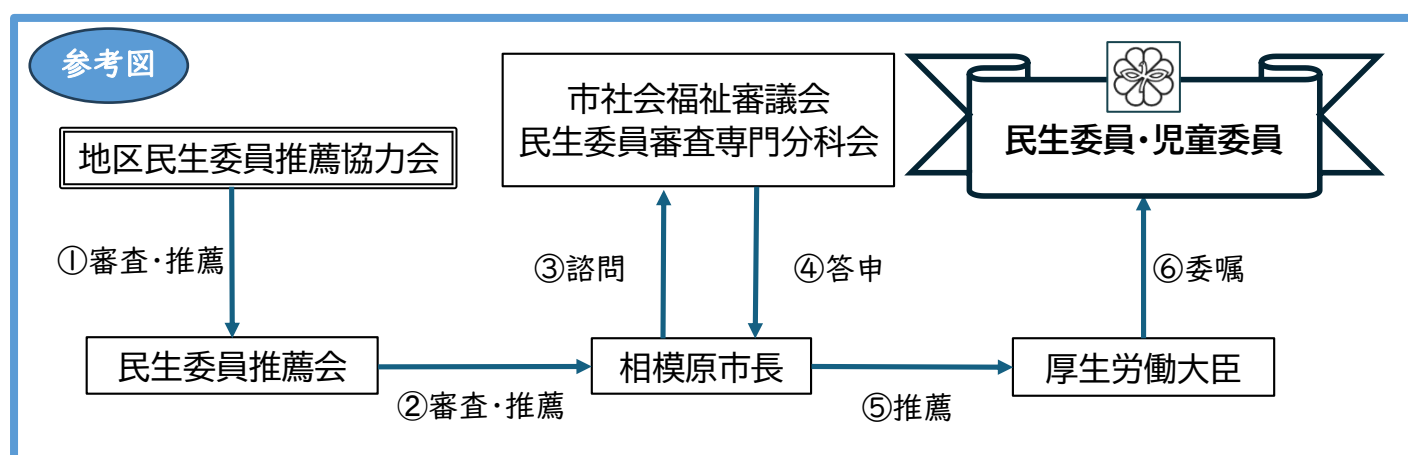 参考図
地区民生委員推薦協力会
①審査・推薦
民生委員推薦会
②審査・推薦
市社会福祉審議会
民生委員審査専門分科会
③諮問
④答申
相模原市長
⑤推薦
厚生労働大臣
⑥委嘱
民生委員・児童委員